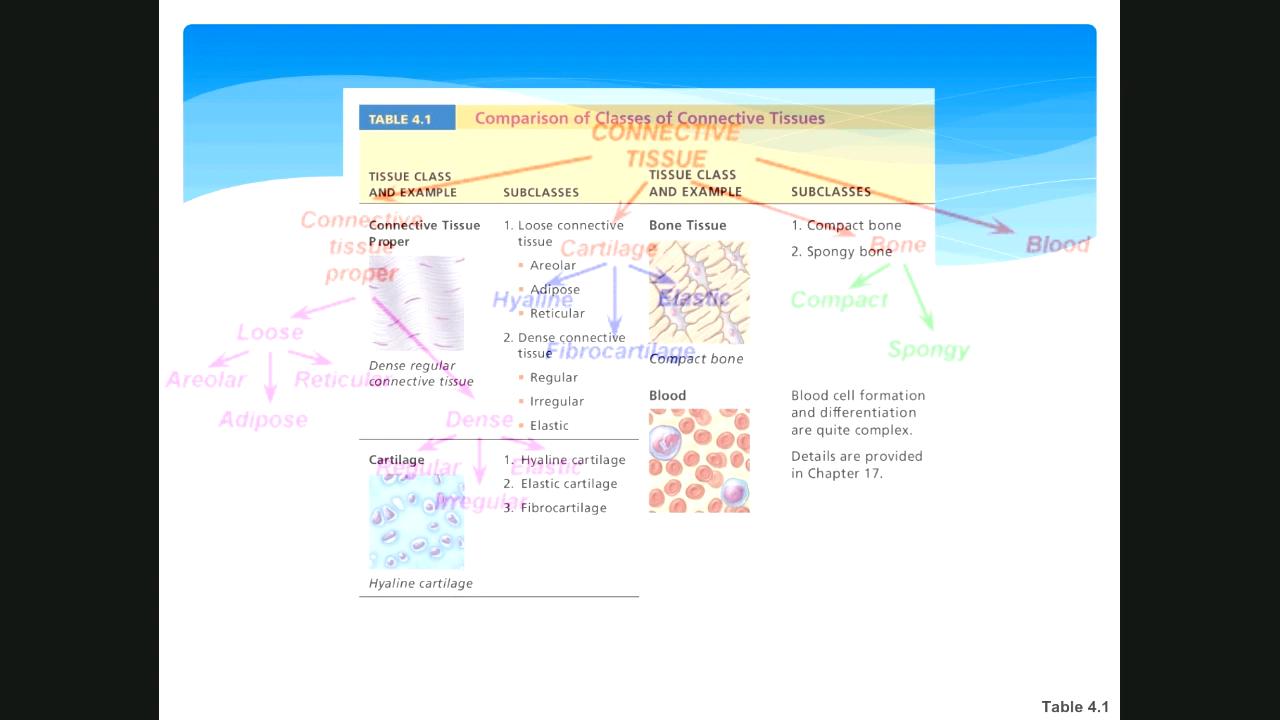 TABLE 4.1
Comparison of Classes of Connective Tissues
TISSUE CLASS
AND EXAMPLE
SUBCLASSES
Connective Tissue
Proper
Dense regular
connective tissue
1. Loose connective
tissue
Areolar
Adipose
Reticular
2. Dense connective
tissue
Regular
Irregular
Elastic
Cartilage
Hyaline cartilage
1. Hyaline cartilage
2. Elastic cartilage
3. Fibrocartilage
TISSUE CLASS
AND EXAMPLE
SUBCLASSES
Bone Tissue
Compact bone
1. Compact bone
2. Spongy bone
Blood
Blood cell formation
and differentiation
are quite complex.
Details are provided
in Chapter 17.
CONNECTIVE
TISSUE
Connective
tissue
proper
Cartilage
Bone
Blood
Hyaline
Elastic
Fibrocartilage
Compact
Spongy
Loose
Areolar
Reticular
Adipose
Dense
Regular
Elastic
Irregular
Table 4.1